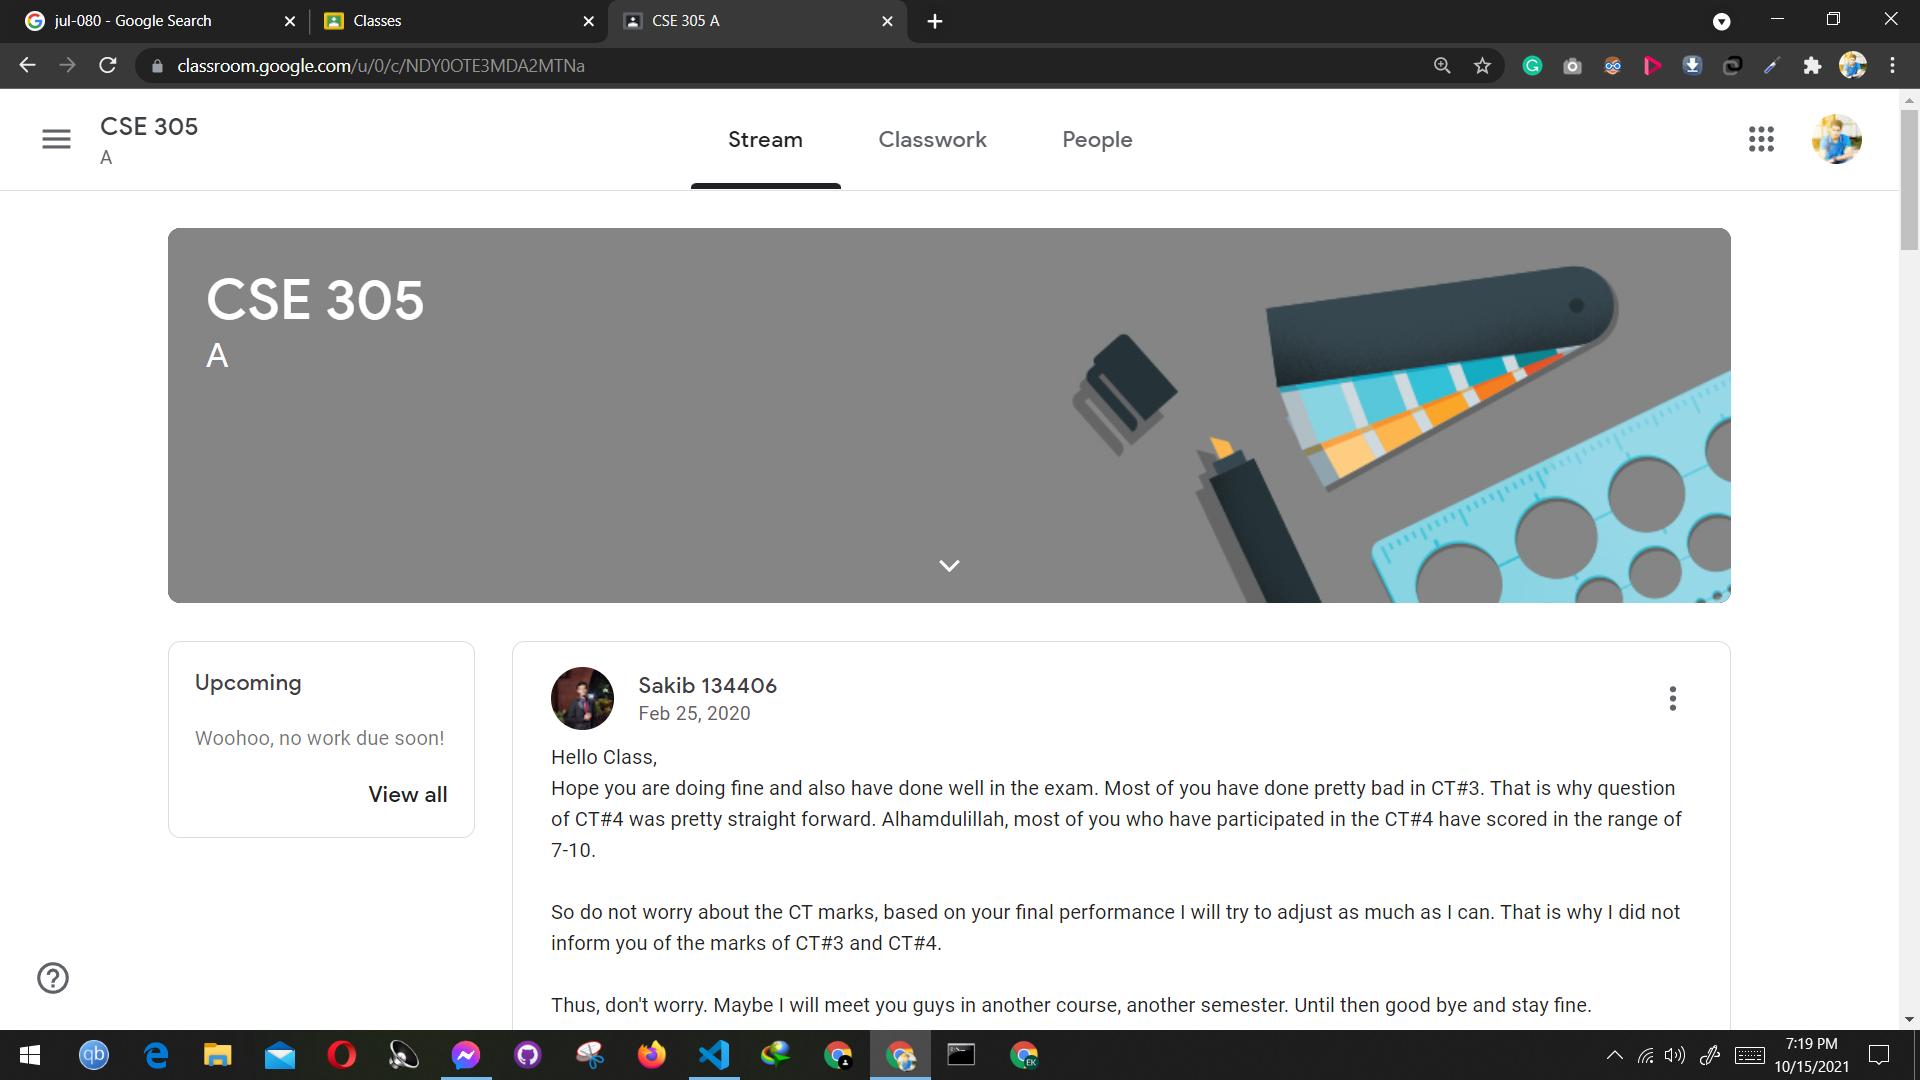 jul-080 - Google Search
Classes
CSE 305 A
classroom.google.com/u/0/c/NDY0OTE3MDA2MTNa
CSE 305
A
Stream
Classwork
People
CSE 305
A
Upcoming
Woohoo, no work due soon!
View all
Sakib 134406
Feb 25, 2020
Hello Class,
Hope you are doing fine and also have done well in the exam. Most of you have done pretty bad in CT#3. That is why question
of CT#4 was pretty straight forward. Alhamdulillah, most of you who have participated in the CT#4 have scored in the range of
7-10.
So do not worry about the CT marks, based on your final performance I will try to adjust as much as I can. That is why I did not
inform you of the marks of CT#3 and CT#4.
Thus, don't worry. Maybe I will meet you guys in another course, another semester. Until then good bye and stay fine.
qb
EK
7:19 PM
10/15/2021